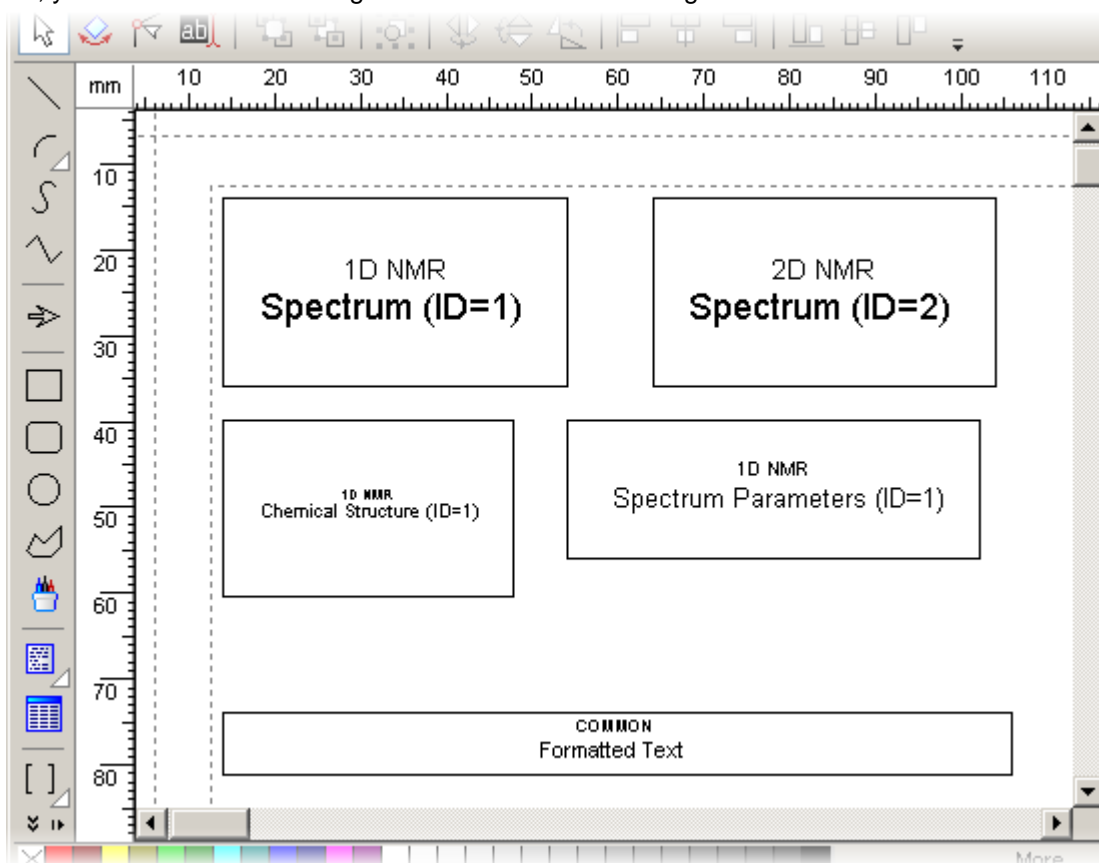 ab
mm 10 20 30 40 50 60 70 80 90 100 110
10
20
30
40
50
60
70
80
1D NMR
Spectrum (ID=1)
2D NMR
Spectrum (ID=2)
1D NMR
Chemical Structure (ID=1)
1D NMR
Spectrum Parameters (ID=1)
COMMON
Formatted Text
More